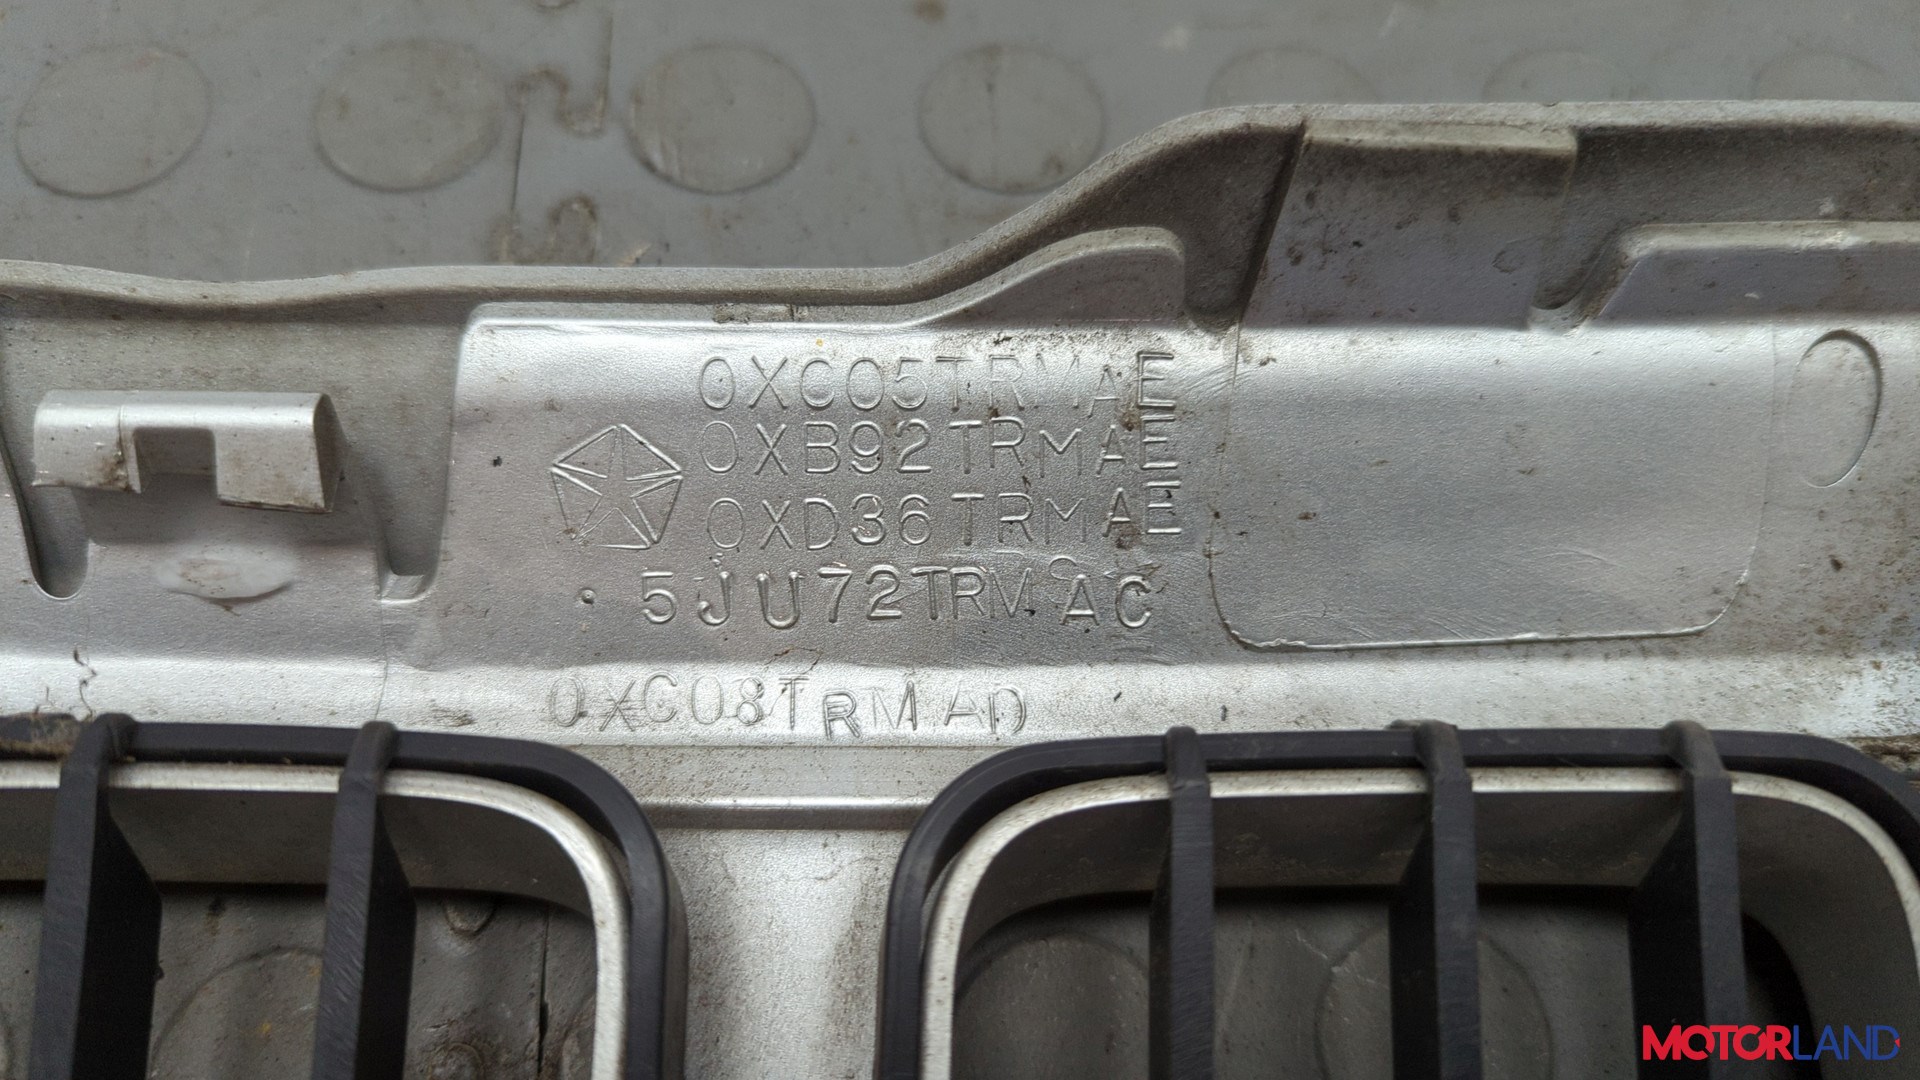 0XC05TRMAE
0XB92TRMAE
0XD36TRMAE
5JU72TRMAC
0XC08TRMAD
MOTORLAND